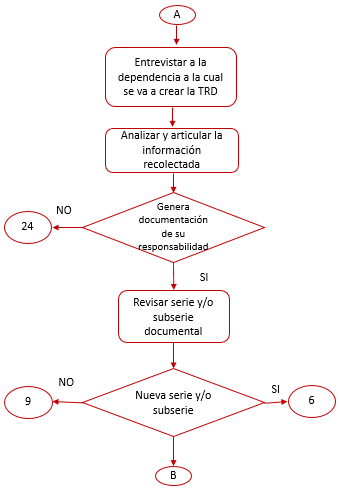 A
Entrevistar a la
dependencia a la cual
se va a crear la TRD
Analizar y articular la
información
recolectada
Genera
documentación
de su
responsabilidad
NO
24
SI
Revisar serie y/o
subserie
documental
NO
Nueva serie y/o
subserie
SI
9
6
B